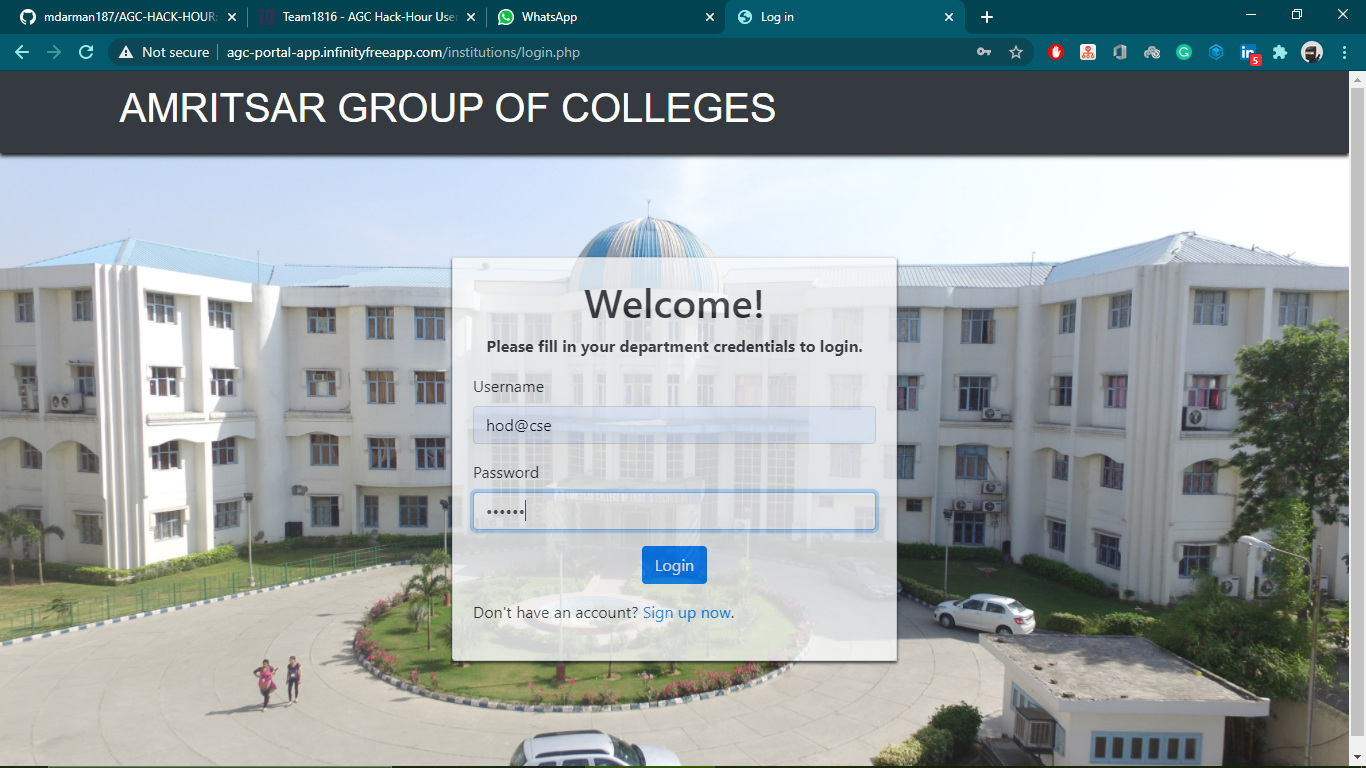 mdarman187/AGC-HACK-HOUR:
Team1816 - AGC Hack-Hour Use
WhatsApp
Log in
Not secure
agc-portal-app.infinityfreeapp.com/institutions/login.php
5
AMRITSAR GROUP OF COLLEGES
Welcome!
Please fill in your department credentials to login.
Username
hod@cse
Password
••••••
Login
Don't have an account? Sign up now.